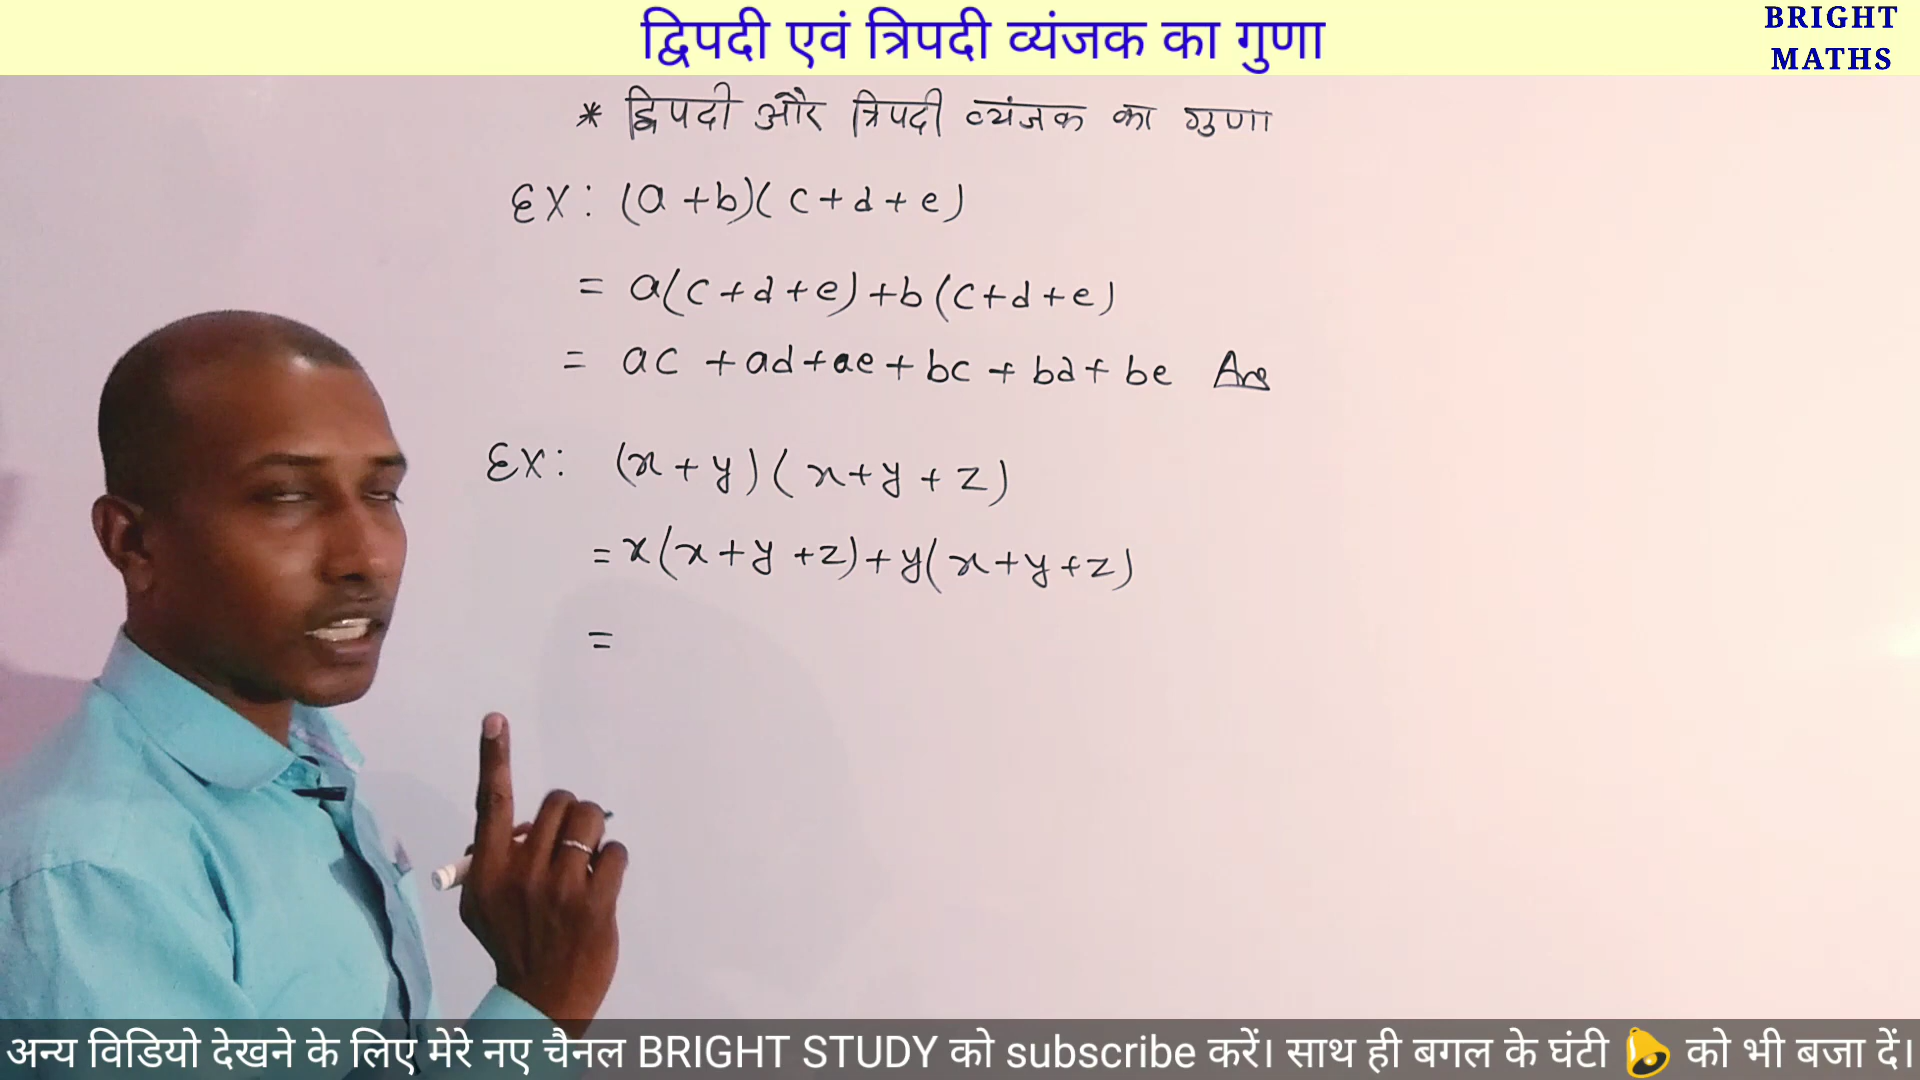 द्विपदी एवं त्रिपदी व्यंजक का गुणा
BRIGHT
MATHS
* द्विपदी और त्रिपदी व्यंजक का गुणा
EX: (a+b)(c+d+e)
= a(c+d+e)+b(c+d+e)
= ac+ad+ae+bc+bd+be Ans
EX: (x+y)(x+y+z)
= x(x+y+z)+y(x+y+z)
=
अन्य विडियो देखने के लिए मेरे नए चैनल BRIGHT STUDY को subscribe करें। साथ ही बगल के घंटी 🔔 को भी बजा दें।